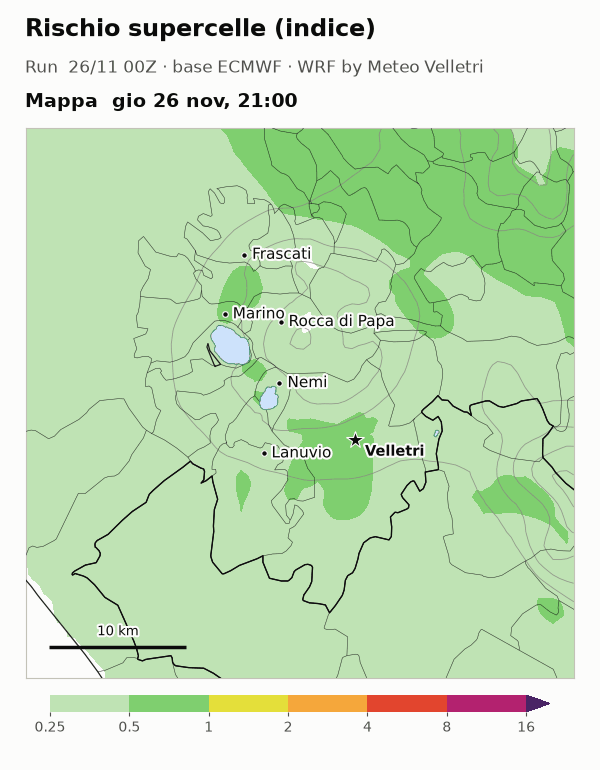 Rischio supercelle (indice)
Run  26/11 00Z · base ECMWF · WRF by Meteo Velletri
Mappa  gio 26 nov, 21:00
Frascati
Marino
Rocca di Papa
Nemi
Velletri
Lanuvio
10 km
0.25 0.5 1 2 4 8 16